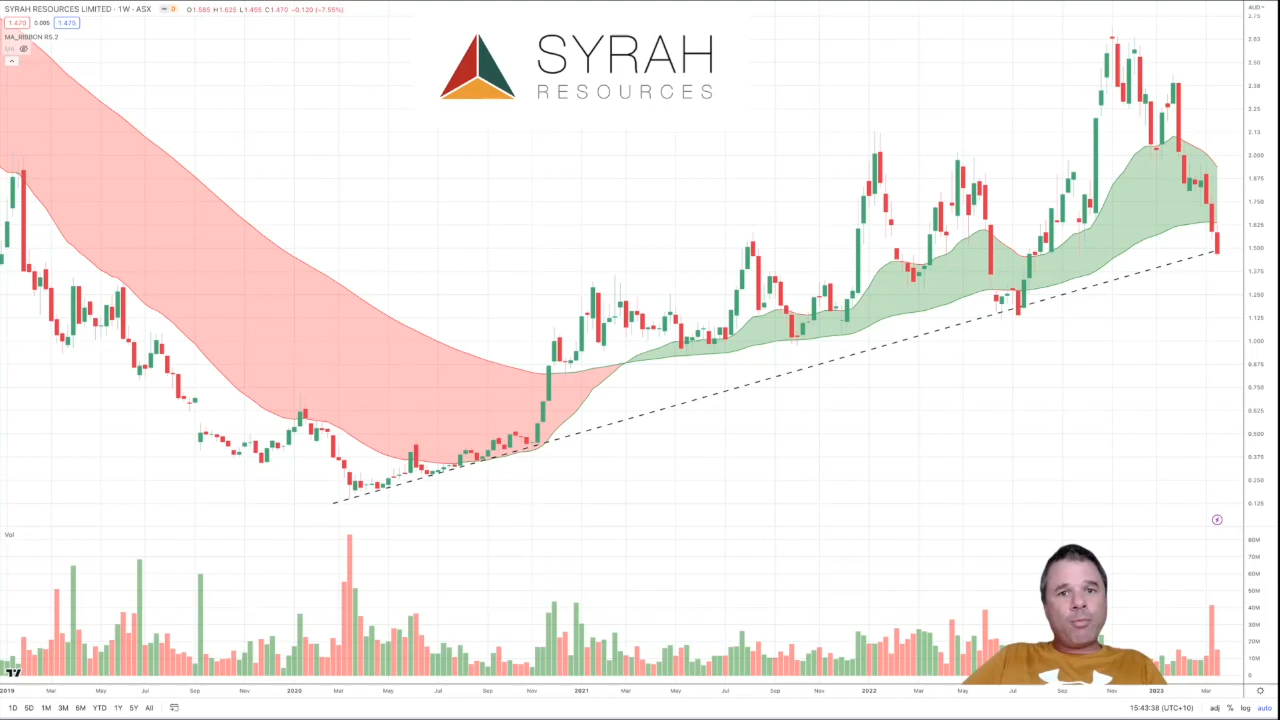 SYRAH RESOURCES LIMITED · 1W · ASX
O1.585 H1.625 L1.455 C1.470 −0.120 (−7.55%)
1.470 0.005 1.475
MA_RIBBON R5.2
MA
SYRAH
RESOURCES
AUD
2.75
2.63
2.50
2.38
2.25
2.13
2.000
1.875
1.750
1.625
1.500
1.375
1.250
1.125
1.000
0.875
0.750
0.625
0.500
0.375
0.250
0.125
Vol
80M
70M
60M
50M
40M
30M
20M
10M
0
2019 Mar May Jul Sep Nov 2020 Mar May Jul Sep Nov 2021 Mar May Jul Sep Nov 2022 Mar May Jul Sep Nov 2023 Mar
1D 5D 1M 3M 6M YTD 1Y 5Y All
15:43:38 (UTC+10) adj % log auto